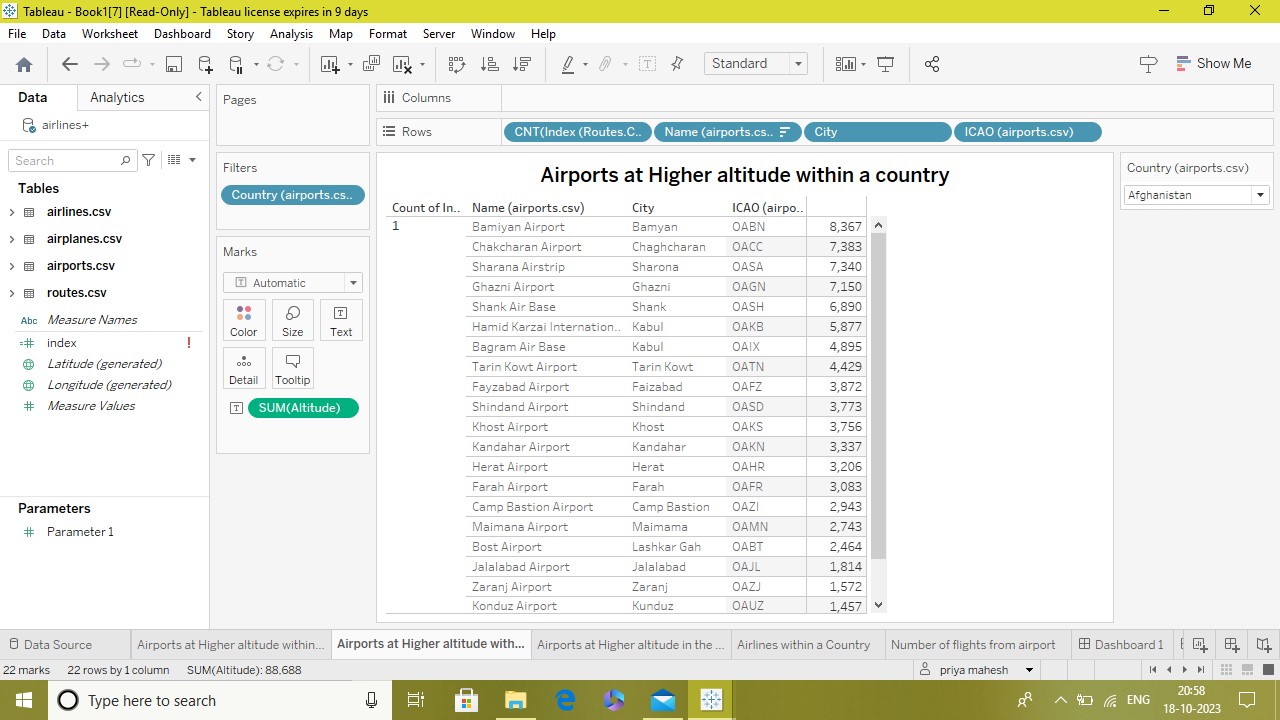 Tableau - Book1[7] [Read-Only] - Tableau license expires in 9 days
File Data Worksheet Dashboard Story Analysis Map Format Server Window Help
Standard
Show Me
Data Analytics
airlines+
Search
Tables
airlines.csv
airplanes.csv
airports.csv
routes.csv
Abc Measure Names
index !
Latitude (generated)
Longitude (generated)
Measure Values
Parameters
Parameter 1
Pages
Filters
Country (airports.cs..
Marks
Automatic
Color Size Text
Detail Tooltip
SUM(Altitude)
Columns
Rows CNT(Index (Routes.C.. Name (airports.cs.. City ICAO (airports.csv)
Airports at Higher altitude within a country
Count of In.. Name (airports.csv) City ICAO (airpo..
1 Bamiyan Airport Bamyan OABN 8,367
Chakcharan Airport Chaghcharan OACC 7,383
Sharana Airstrip Sharona OASA 7,340
Ghazni Airport Ghazni OAGN 7,150
Shank Air Base Shank OASH 6,890
Hamid Karzai Internation.. Kabul OAKB 5,877
Bagram Air Base Kabul OAIX 4,895
Tarin Kowt Airport Tarin Kowt OATN 4,429
Fayzabad Airport Faizabad OAFZ 3,872
Shindand Airport Shindand OASD 3,773
Khost Airport Khost OAKS 3,756
Kandahar Airport Kandahar OAKN 3,337
Herat Airport Herat OAHR 3,206
Farah Airport Farah OAFR 3,083
Camp Bastion Airport Camp Bastion OAZI 2,943
Maimana Airport Maimama OAMN 2,743
Bost Airport Lashkar Gah OABT 2,464
Jalalabad Airport Jalalabad OAJL 1,814
Zaranj Airport Zaranj OAZJ 1,572
Konduz Airport Kunduz OAUZ 1,457
Country (airports.csv)
Afghanistan
Data Source Airports at Higher altitude within... Airports at Higher altitude with... Airports at Higher altitude in the ... Airlines within a Country Number of flights from airport Dashboard 1
22 marks 22 rows by 1 column SUM(Altitude): 88,688 priya mahesh
Type here to search
ENG
20:58
18-10-2023